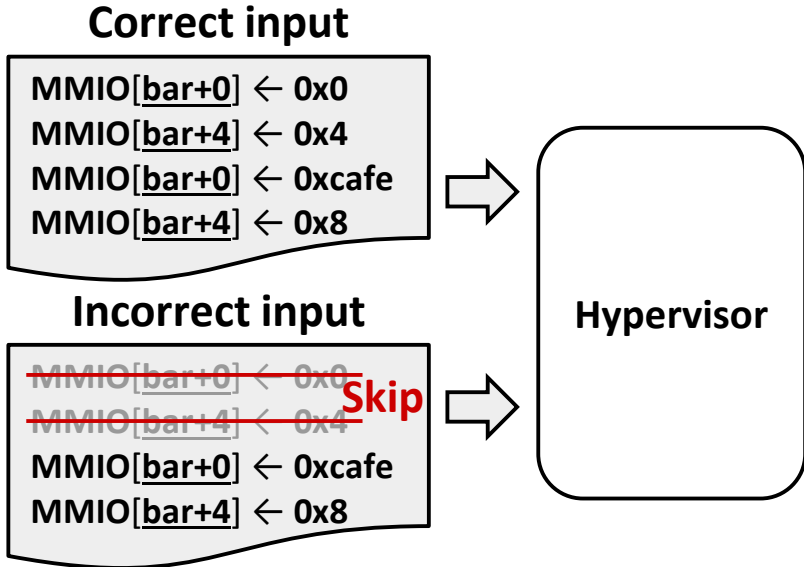 Correct input
MMIO[bar+0] ← 0x0
MMIO[bar+4] ← 0x4
MMIO[bar+0] ← 0xcafe
MMIO[bar+4] ← 0x8
Incorrect input
MMIO[bar+0] ← 0x0
MMIO[bar+4] ← 0x4
Skip
MMIO[bar+0] ← 0xcafe
MMIO[bar+4] ← 0x8
Hypervisor